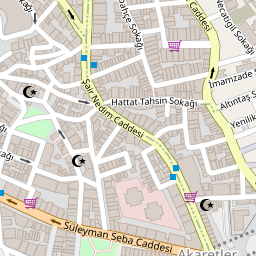 bahçe Sokağı
Caddesi
Necatigil Sokağı
İmamzade S
Altıntaş S
Yenilik
Hattat Tahsin Sokağı
Şair Nedim Caddesi
Süleyman Seba Caddesi
Akaretler